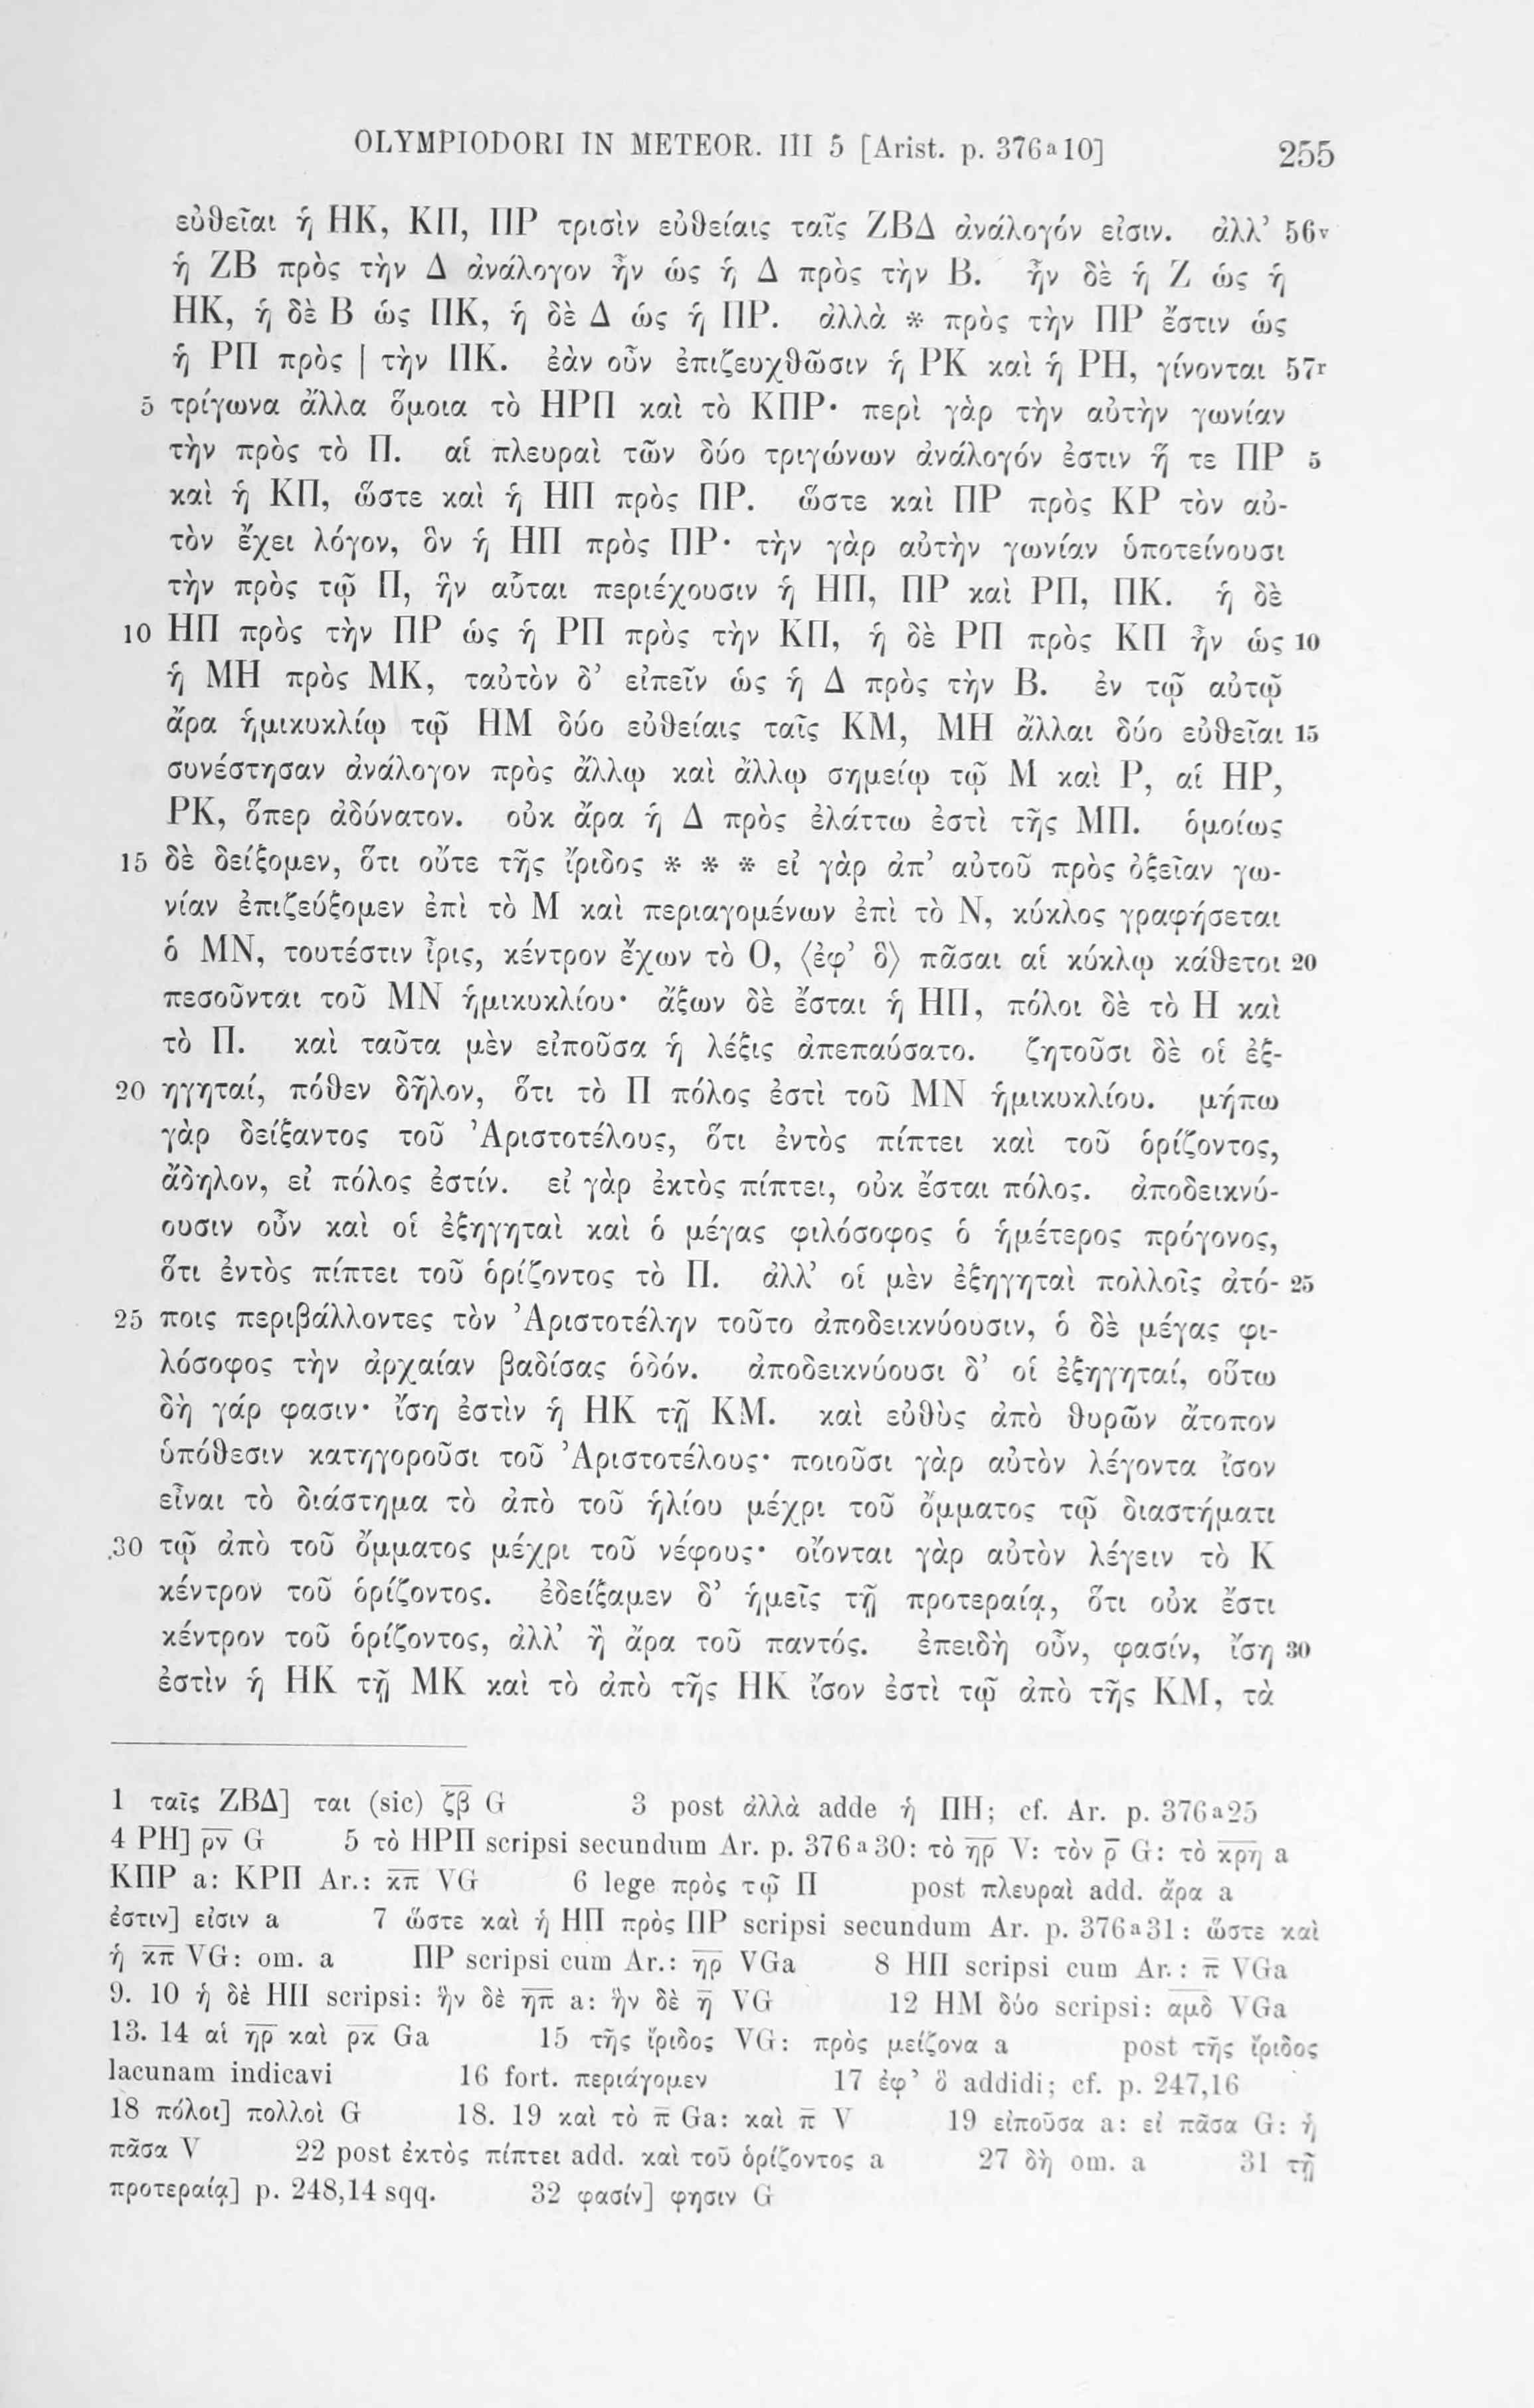 OLYMPIODORI IN METEOR. III 5 [Arist. p. 376ª10] 255
εὐθεῖαι ἡ ΗΚ, ΚΠ, ΠΡ τρισὶν εὐθείαις ταῖς ΖΒΔ ἀνάλογόν εἰσιν. ἀλλ’ 56v
ἡ ΖΒ πρὸς τὴν Δ ἀνάλογον ἦν ὡς ἡ Δ πρὸς τὴν Β. ἦν δὲ ἡ Ζ ὡς ἡ
ΗΚ, ἡ δὲ Β ὡς ΠΚ, ἡ δὲ Δ ὡς ἡ ΠΡ. ἀλλὰ * πρὸς τὴν ΠΡ ἔστιν ὡς
ἡ ΡΠ πρὸς | τὴν ΠΚ. ἐὰν οὖν ἐπιζευχθῶσιν ἡ ΡΚ καὶ ἡ ΡΗ, γίνονται 57r
5 τρίγωνα ἄλλα ὅμοια τὸ ΗΡΠ καὶ τὸ ΚΠΡ· περὶ γὰρ τὴν αὐτὴν γωνίαν
τὴν πρὸς τὸ Π. αἱ πλευραὶ τῶν δύο τριγώνων ἀνάλογόν ἐστιν ἥ τε ΠΡ 5
καὶ ἡ ΚΠ, ὥστε καὶ ἡ ΗΠ πρὸς ΠΡ. ὥστε καὶ ΠΡ πρὸς ΚΡ τὸν αὐ-
τὸν ἔχει λόγον, ὃν ἡ ΗΠ πρὸς ΠΡ· τὴν γὰρ αὐτὴν γωνίαν ὑποτείνουσι
τὴν πρὸς τῷ Π, ἣν αὗται περιέχουσιν ἡ ΗΠ, ΠΡ καὶ ΡΠ, ΠΚ. ἡ δὲ
10 ΗΠ πρὸς τὴν ΠΡ ὡς ἡ ΡΠ πρὸς τὴν ΚΠ, ἡ δὲ ΡΠ πρὸς ΚΠ ἦν ὡς 10
ἡ ΜΗ πρὸς ΜΚ, ταὐτὸν δ’ εἰπεῖν ὡς ἡ Δ πρὸς τὴν Β. ἐν τῷ αὐτῷ
ἄρα ἡμικυκλίῳ τῷ ΗΜ δύο εὐθείαις ταῖς ΚΜ, ΜΗ ἄλλαι δύο εὐθεῖαι 15
συνέστησαν ἀνάλογον πρὸς ἄλλῳ καὶ ἄλλῳ σημείῳ τῷ Μ καὶ Ρ, αἱ ΗΡ,
ΡΚ, ὅπερ ἀδύνατον. οὐκ ἄρα ἡ Δ πρὸς ἐλάττω ἐστὶ τῆς ΜΠ. ὁμοίως
15 δὲ δείξομεν, ὅτι οὔτε τῆς ἴριδος * * * εἰ γὰρ ἀπ’ αὐτοῦ πρὸς ὀξεῖαν γω-
νίαν ἐπιζεύξομεν ἐπὶ τὸ Μ καὶ περιαγομένων ἐπὶ τὸ Ν, κύκλος γραφήσεται
ὁ ΜΝ, τουτέστιν ἶρις, κέντρον ἔχων τὸ Ο, ⟨ἐφ’ ὃ⟩ πᾶσαι αἱ κύκλῳ κάθετοι 20
πεσοῦνται τοῦ ΜΝ ἡμικυκλίου· ἄξων δὲ ἔσται ἡ ΗΠ, πόλοι δὲ τὸ Η καὶ
τὸ Π. καὶ ταῦτα μὲν εἰποῦσα ἡ λέξις ἀπεπαύσατο. ζητοῦσι δὲ οἱ ἐξ-
20 ηγηταί, πόθεν δῆλον, ὅτι τὸ Π πόλος ἐστὶ τοῦ ΜΝ ἡμικυκλίου. μήπω
γὰρ δείξαντος τοῦ Ἀριστοτέλους, ὅτι ἐντὸς πίπτει καὶ τοῦ ὁρίζοντος,
ἄδηλον, εἰ πόλος ἐστίν. εἰ γὰρ ἐκτὸς πίπτει, οὐκ ἔσται πόλος. ἀποδεικνύ-
ουσιν οὖν καὶ οἱ ἐξηγηταὶ καὶ ὁ μέγας φιλόσοφος ὁ ἡμέτερος πρόγονος,
ὅτι ἐντὸς πίπτει τοῦ ὁρίζοντος τὸ Π. ἀλλ’ οἱ μὲν ἐξηγηταὶ πολλοῖς ἀτό- 25
25 ποις περιβάλλοντες τὸν Ἀριστοτέλην τοῦτο ἀποδεικνύουσιν, ὁ δὲ μέγας φι-
λόσοφος τὴν ἀρχαίαν βαδίσας ὁδόν. ἀποδεικνύουσι δ’ οἱ ἐξηγηταί, οὕτω
δὴ γάρ φασιν· ἴση ἐστὶν ἡ ΗΚ τῇ ΚΜ. καὶ εὐθὺς ἀπὸ θυρῶν ἄτοπον
ὑπόθεσιν κατηγοροῦσι τοῦ Ἀριστοτέλους· ποιοῦσι γὰρ αὐτὸν λέγοντα ἴσον
εἶναι τὸ διάστημα τὸ ἀπὸ τοῦ ἡλίου μέχρι τοῦ ὄμματος τῷ διαστήματι
30 τῷ ἀπὸ τοῦ ὄμματος μέχρι τοῦ νέφους· οἴονται γὰρ αὐτὸν λέγειν τὸ Κ
κέντρον τοῦ ὁρίζοντος. ἐδείξαμεν δ’ ἡμεῖς τῇ προτεραίᾳ, ὅτι οὐκ ἔστι
κέντρον τοῦ ὁρίζοντος, ἀλλ’ ἢ ἄρα τοῦ παντός. ἐπειδὴ οὖν, φασίν, ἴση 30
ἐστὶν ἡ ΗΚ τῇ ΜΚ καὶ τὸ ἀπὸ τῆς ΗΚ ἴσον ἐστὶ τῷ ἀπὸ τῆς ΚΜ, τὰ
1 ταῖς ΖΒΔ] ται (sic) ζ̅β̅ G 3 post ἀλλὰ adde ἡ ΠΗ; cf. Ar. p. 376ª25
4 ΡΗ] ρ̅ν̅ G 5 τὸ ΗΡΠ scripsi secundum Ar. p. 376ª30: τὸ η̅ρ̅ V: τὸν ρ̅ G: τὸ κ̅ρ̅η̅ a
ΚΠΡ a: ΚΡΠ Ar.: κ̅π̅ VG 6 lege πρὸς τῷ Π post πλευραὶ add. ἄρα a
ἐστιν] εἰσιν a 7 ὥστε καὶ ἡ ΗΠ πρὸς ΠΡ scripsi secundum Ar. p. 376ª31: ὥστε καὶ
ἡ κ̅π̅ VG: om. a ΠΡ scripsi cum Ar.: η̅ρ̅ VGa 8 ΗΠ scripsi cum Ar.: π̅ VGa
9. 10 ἡ δὲ ΗΠ scripsi: ἣν δὲ η̅π̅ a: ἣν δὲ η̅ VG 12 ΗΜ δύο scripsi: α̅μ̅δ̅ VGa
13. 14 αἱ η̅ρ̅ καὶ ρ̅κ̅ Ga 15 τῆς ἴριδος VG: πρὸς μείζονα a post τῆς ἴριδος
lacunam indicavi 16 fort. περιάγομεν 17 ἐφ’ ὃ addidi; cf. p. 247,16
18 πόλοι] πολλοὶ G 18. 19 καὶ τὸ π̅ Ga: καὶ π̅ V 19 εἰποῦσα a: εἰ πᾶσα G: ἡ
πᾶσα V 22 post ἐκτὸς πίπτει add. καὶ τοῦ ὁρίζοντος a 27 δὴ om. a 31 τῇ
προτεραίᾳ] p. 248,14 sqq. 32 φασίν] φησιν G